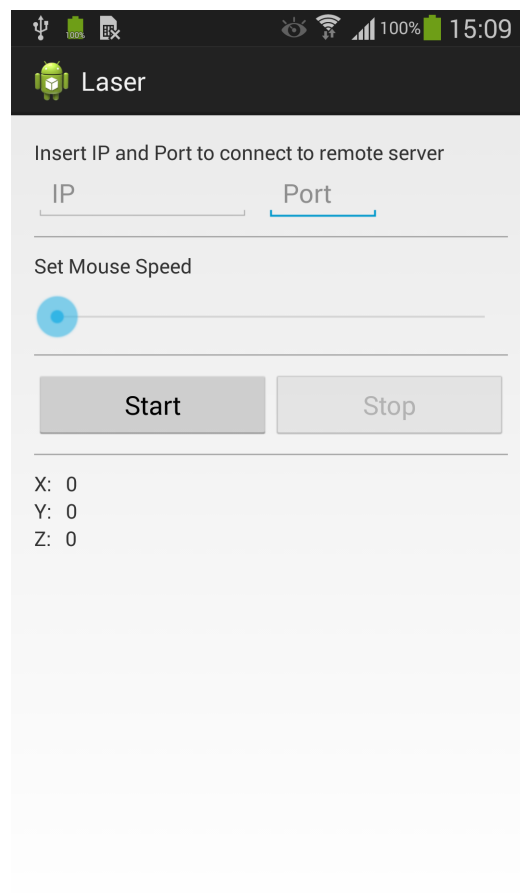 100% 100% 15:09
Laser
Insert IP and Port to connect to remote server
IP Port
Set Mouse Speed
Start Stop
X: 0
Y: 0
Z: 0